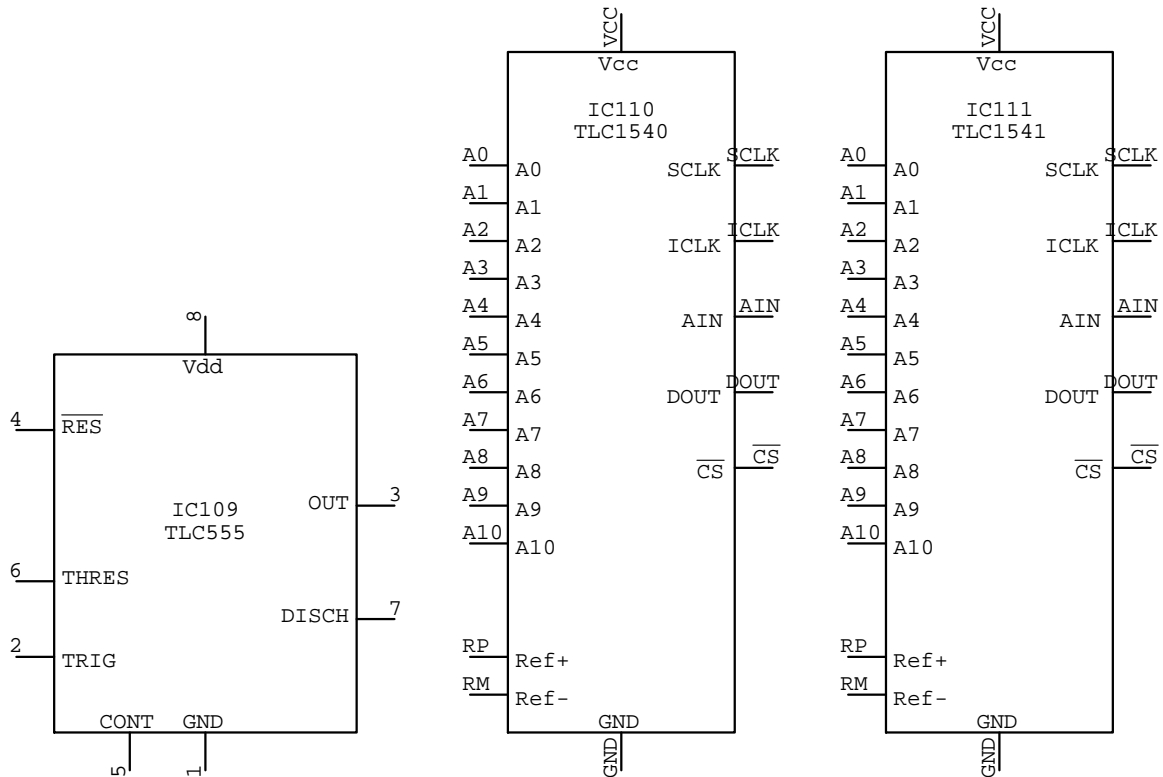 8
Vdd
4
RES
IC109
TLC555
OUT
3
6
THRES
DISCH
7
2
TRIG
CONT
GND
5
1
VCC
Vcc
IC110
TLC1540
A0
A0
SCLK
SCLK
A1
A1
A2
A2
ICLK
ICLK
A3
A3
A4
A4
AIN
AIN
A5
A5
A6
A6
DOUT
DOUT
A7
A7
A8
A8
CS
CS
A9
A9
A10
A10
RP
Ref+
RM
Ref-
GND
GND
VCC
Vcc
IC111
TLC1541
A0
A0
SCLK
SCLK
A1
A1
A2
A2
ICLK
ICLK
A3
A3
A4
A4
AIN
AIN
A5
A5
A6
A6
DOUT
DOUT
A7
A7
A8
A8
CS
CS
A9
A9
A10
A10
RP
Ref+
RM
Ref-
GND
GND